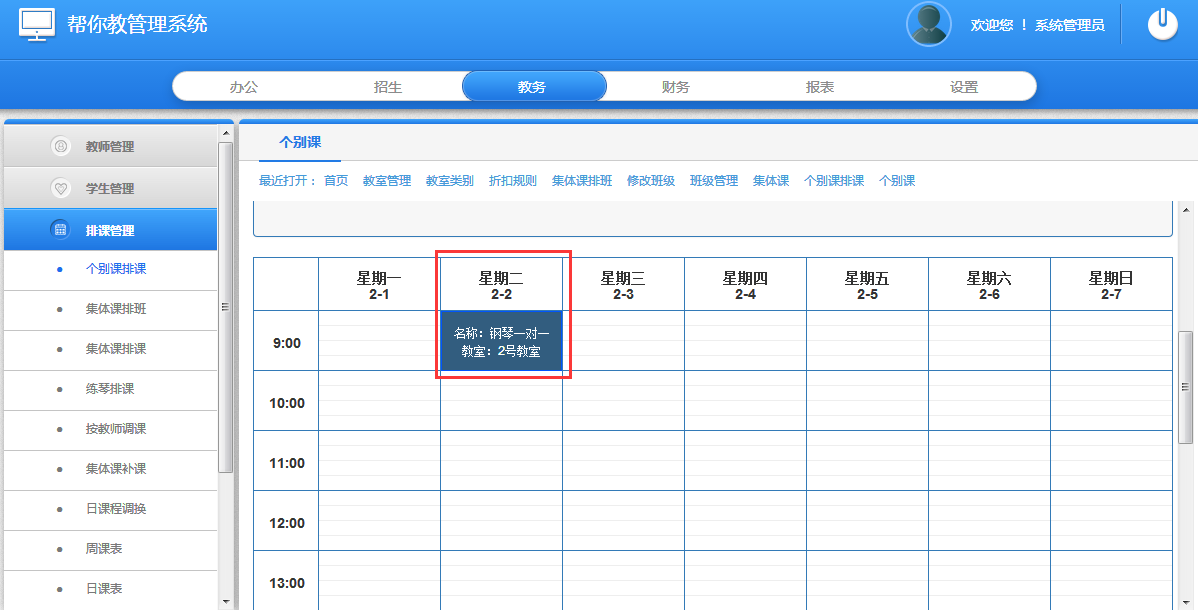 帮你教管理系统
欢迎您 ！ 系统管理员
办公 招生 教务 财务 报表 设置
教师管理
学生管理
排课管理
个别课排课
集体课排班
集体课排课
练琴排课
按教师调课
集体课补课
日课程调换
周课表
日课表
个别课
最近打开： 首页 教室管理 教室类别 折扣规则 集体课排班 修改班级 班级管理 集体课 个别课排课 个别课
星期一 星期二 星期三 星期四 星期五 星期六 星期日
2-1 2-2 2-3 2-4 2-5 2-6 2-7
9:00
名称：钢琴一对一
教室：2号教室
10:00
11:00
12:00
13:00